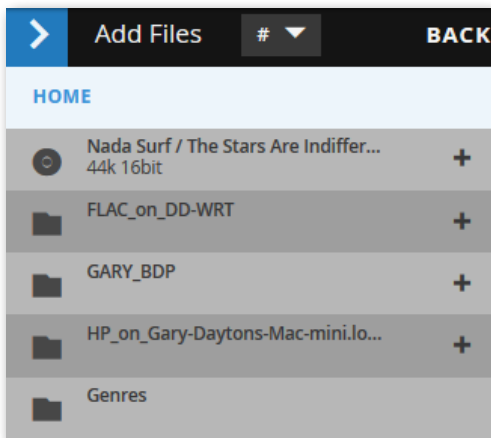 Add Files # BACK
HOME
Nada Surf / The Stars Are Indiffer...
44k 16bit
FLAC_on_DD-WRT
GARY_BDP
HP_on_Gary-Daytons-Mac-mini.lo...
Genres